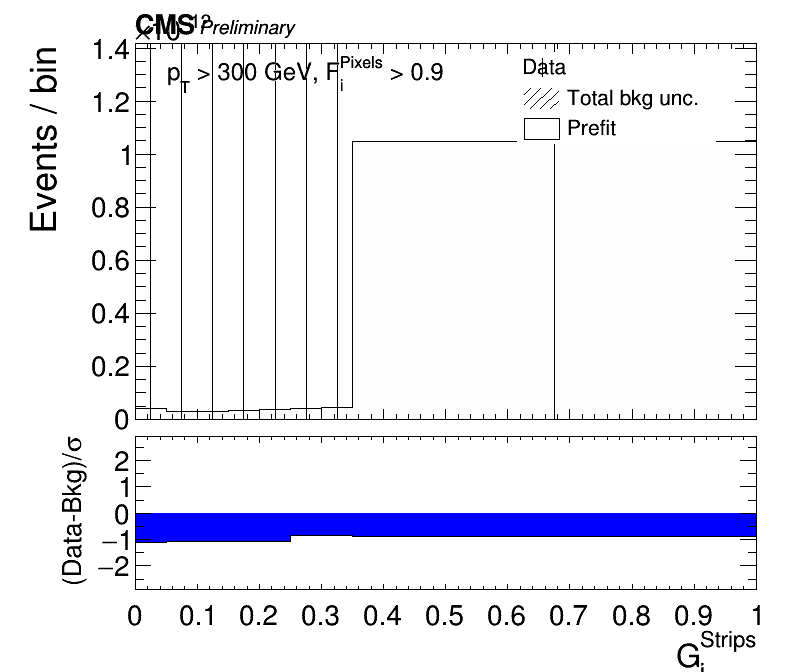 CMS Preliminary
×10¹²
p_T > 300 GeV, F_i^Pixels > 0.9
Data
Total bkg unc.
Prefit
Events / bin
1.4
1.2
1
0.8
0.6
0.4
0.2
0
(Data-Bkg)/σ
2
1
0
−1
−2
0 0.1 0.2 0.3 0.4 0.5 0.6 0.7 0.8 0.9 1
G_i^Strips